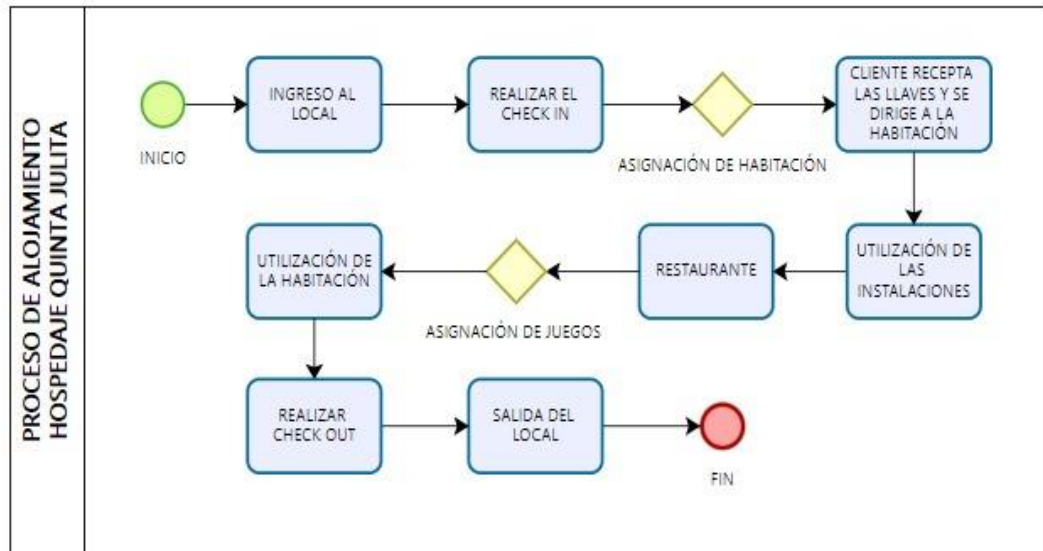 PROCESO DE ALOJAMIENTO
HOSPEDAJE QUINTA JULITA
INICIO
INGRESO AL
LOCAL
REALIZAR EL
CHECK IN
ASIGNACIÓN DE HABITACIÓN
CLIENTE RECEPTA
LAS LLAVES Y SE
DIRIGE A LA
HABITACIÓN
UTILIZACIÓN DE
LAS
INSTALACIONES
RESTAURANTE
ASIGNACIÓN DE JUEGOS
UTILIZACIÓN DE
LA HABITACIÓN
REALIZAR
CHECK OUT
SALIDA DEL
LOCAL
FIN